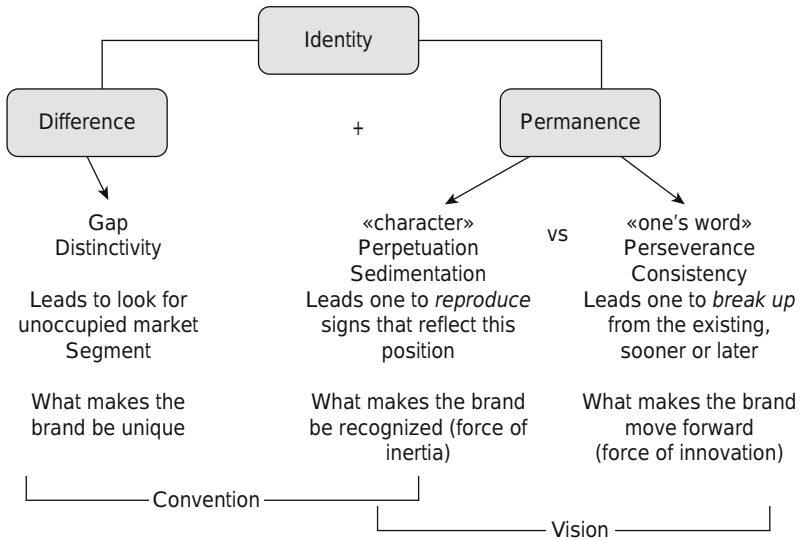 Identity
Difference
+
Permanence
Gap
Distinctivity
Leads to look for
unoccupied market
Segment
What makes the
brand be unique
«character»
Perpetuation
Sedimentation
Leads one to reproduce
signs that reflect this
position
What makes the brand
be recognized (force of
inertia)
vs
«one's word»
Perseverance
Consistency
Leads one to break up
from the existing,
sooner or later
What makes the brand
move forward
(force of innovation)
Convention
Vision